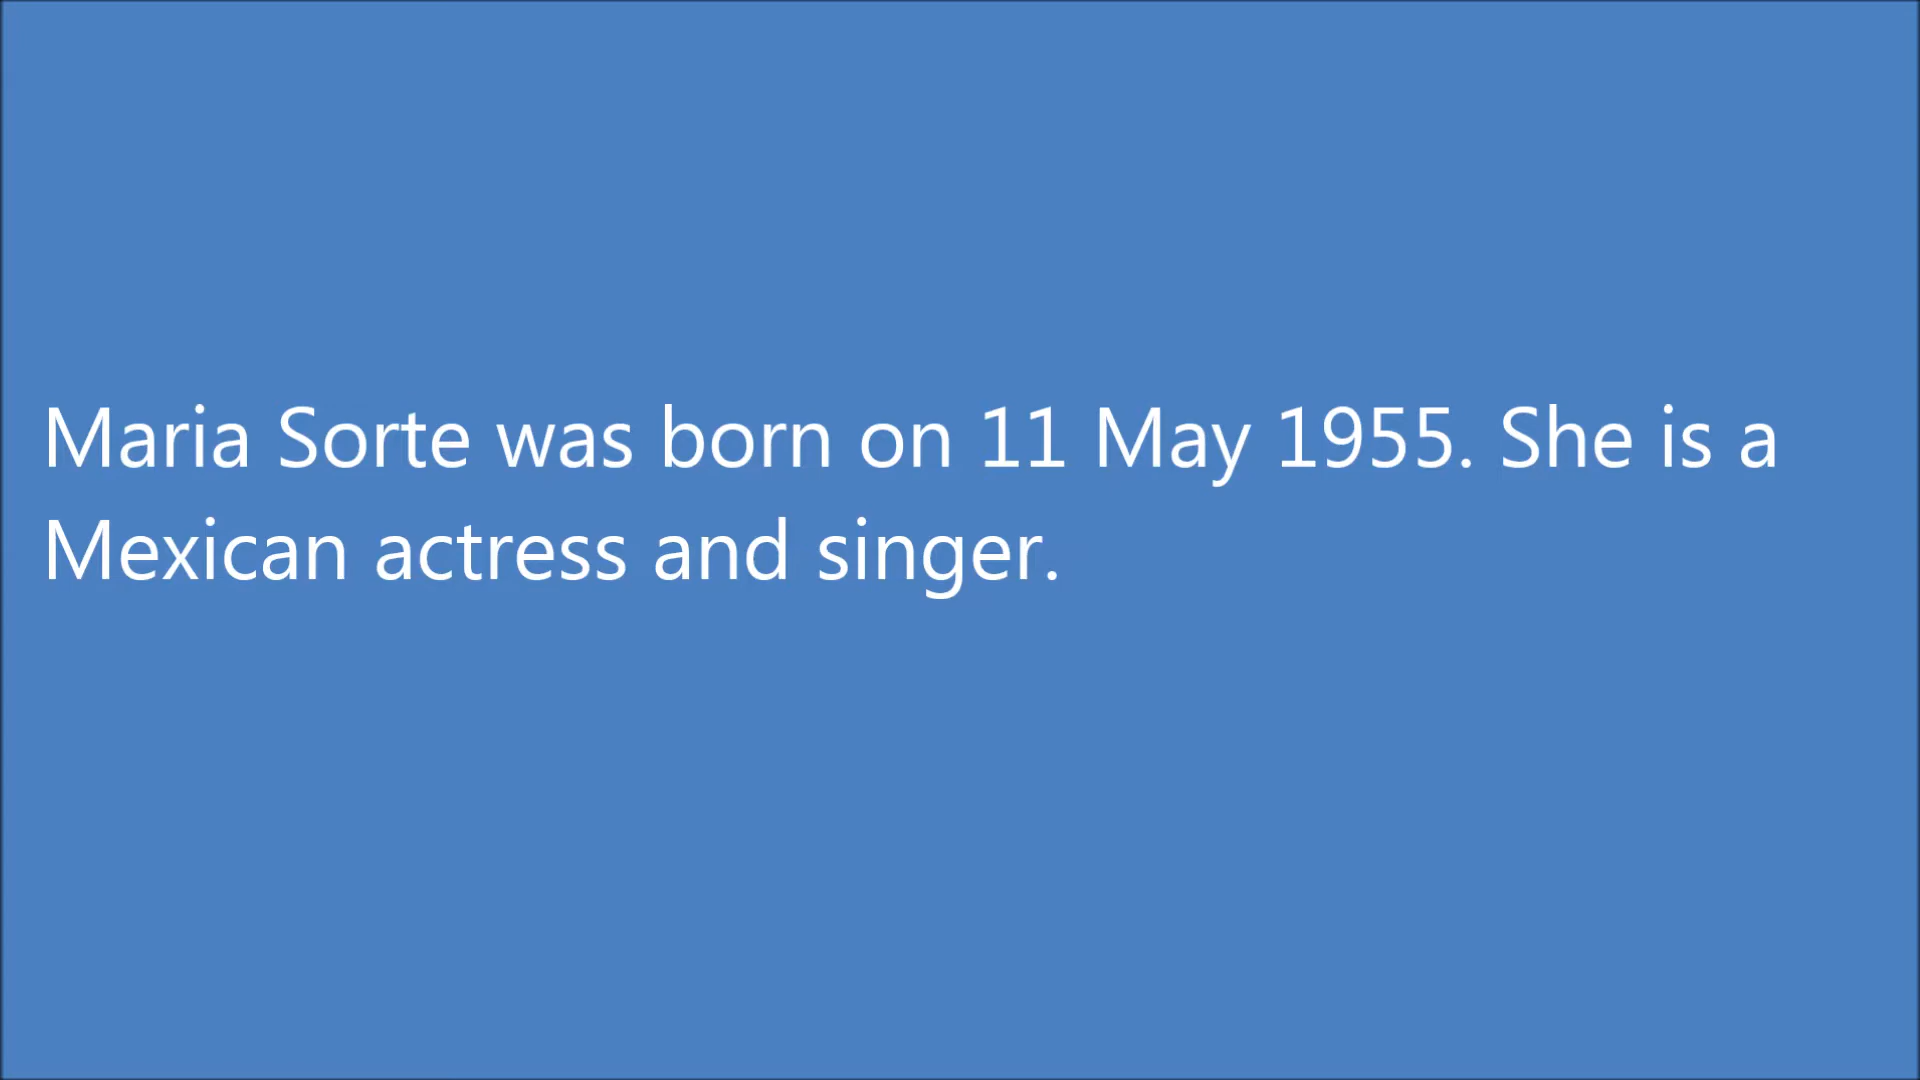 Maria Sorte was born on 11 May 1955. She is a
Mexican actress and singer.